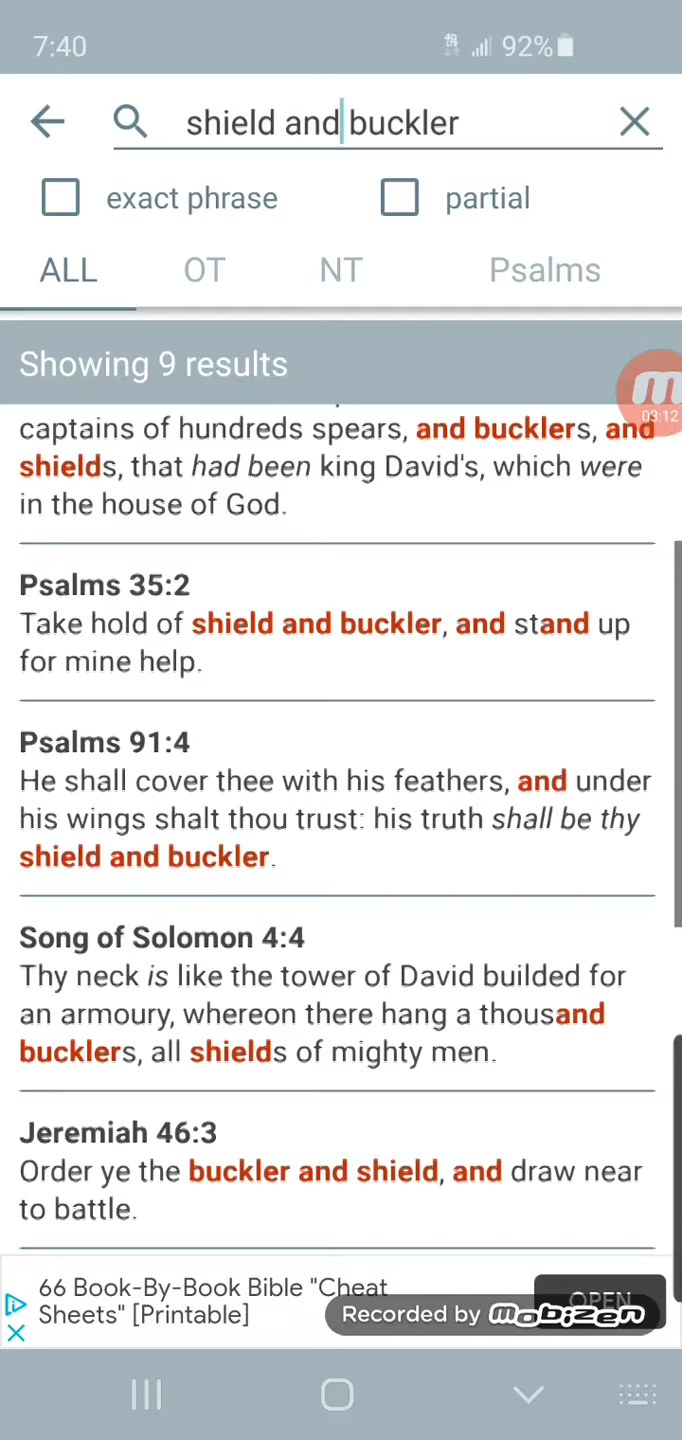 7:40
4G 92%
shield and buckler
exact phrase partial
ALL OT NT Psalms
Showing 9 results
m
03:12
captains of hundreds spears, and bucklers, and
shields, that had been king David's, which were
in the house of God.
Psalms 35:2
Take hold of shield and buckler, and stand up
for mine help.
Psalms 91:4
He shall cover thee with his feathers, and under
his wings shalt thou trust: his truth shall be thy
shield and buckler.
Song of Solomon 4:4
Thy neck is like the tower of David builded for
an armoury, whereon there hang a thousand
bucklers, all shields of mighty men.
Jeremiah 46:3
Order ye the buckler and shield, and draw near
to battle.
66 Book-By-Book Bible "Cheat
Sheets" [Printable]
OPEN
Recorded by mobizen